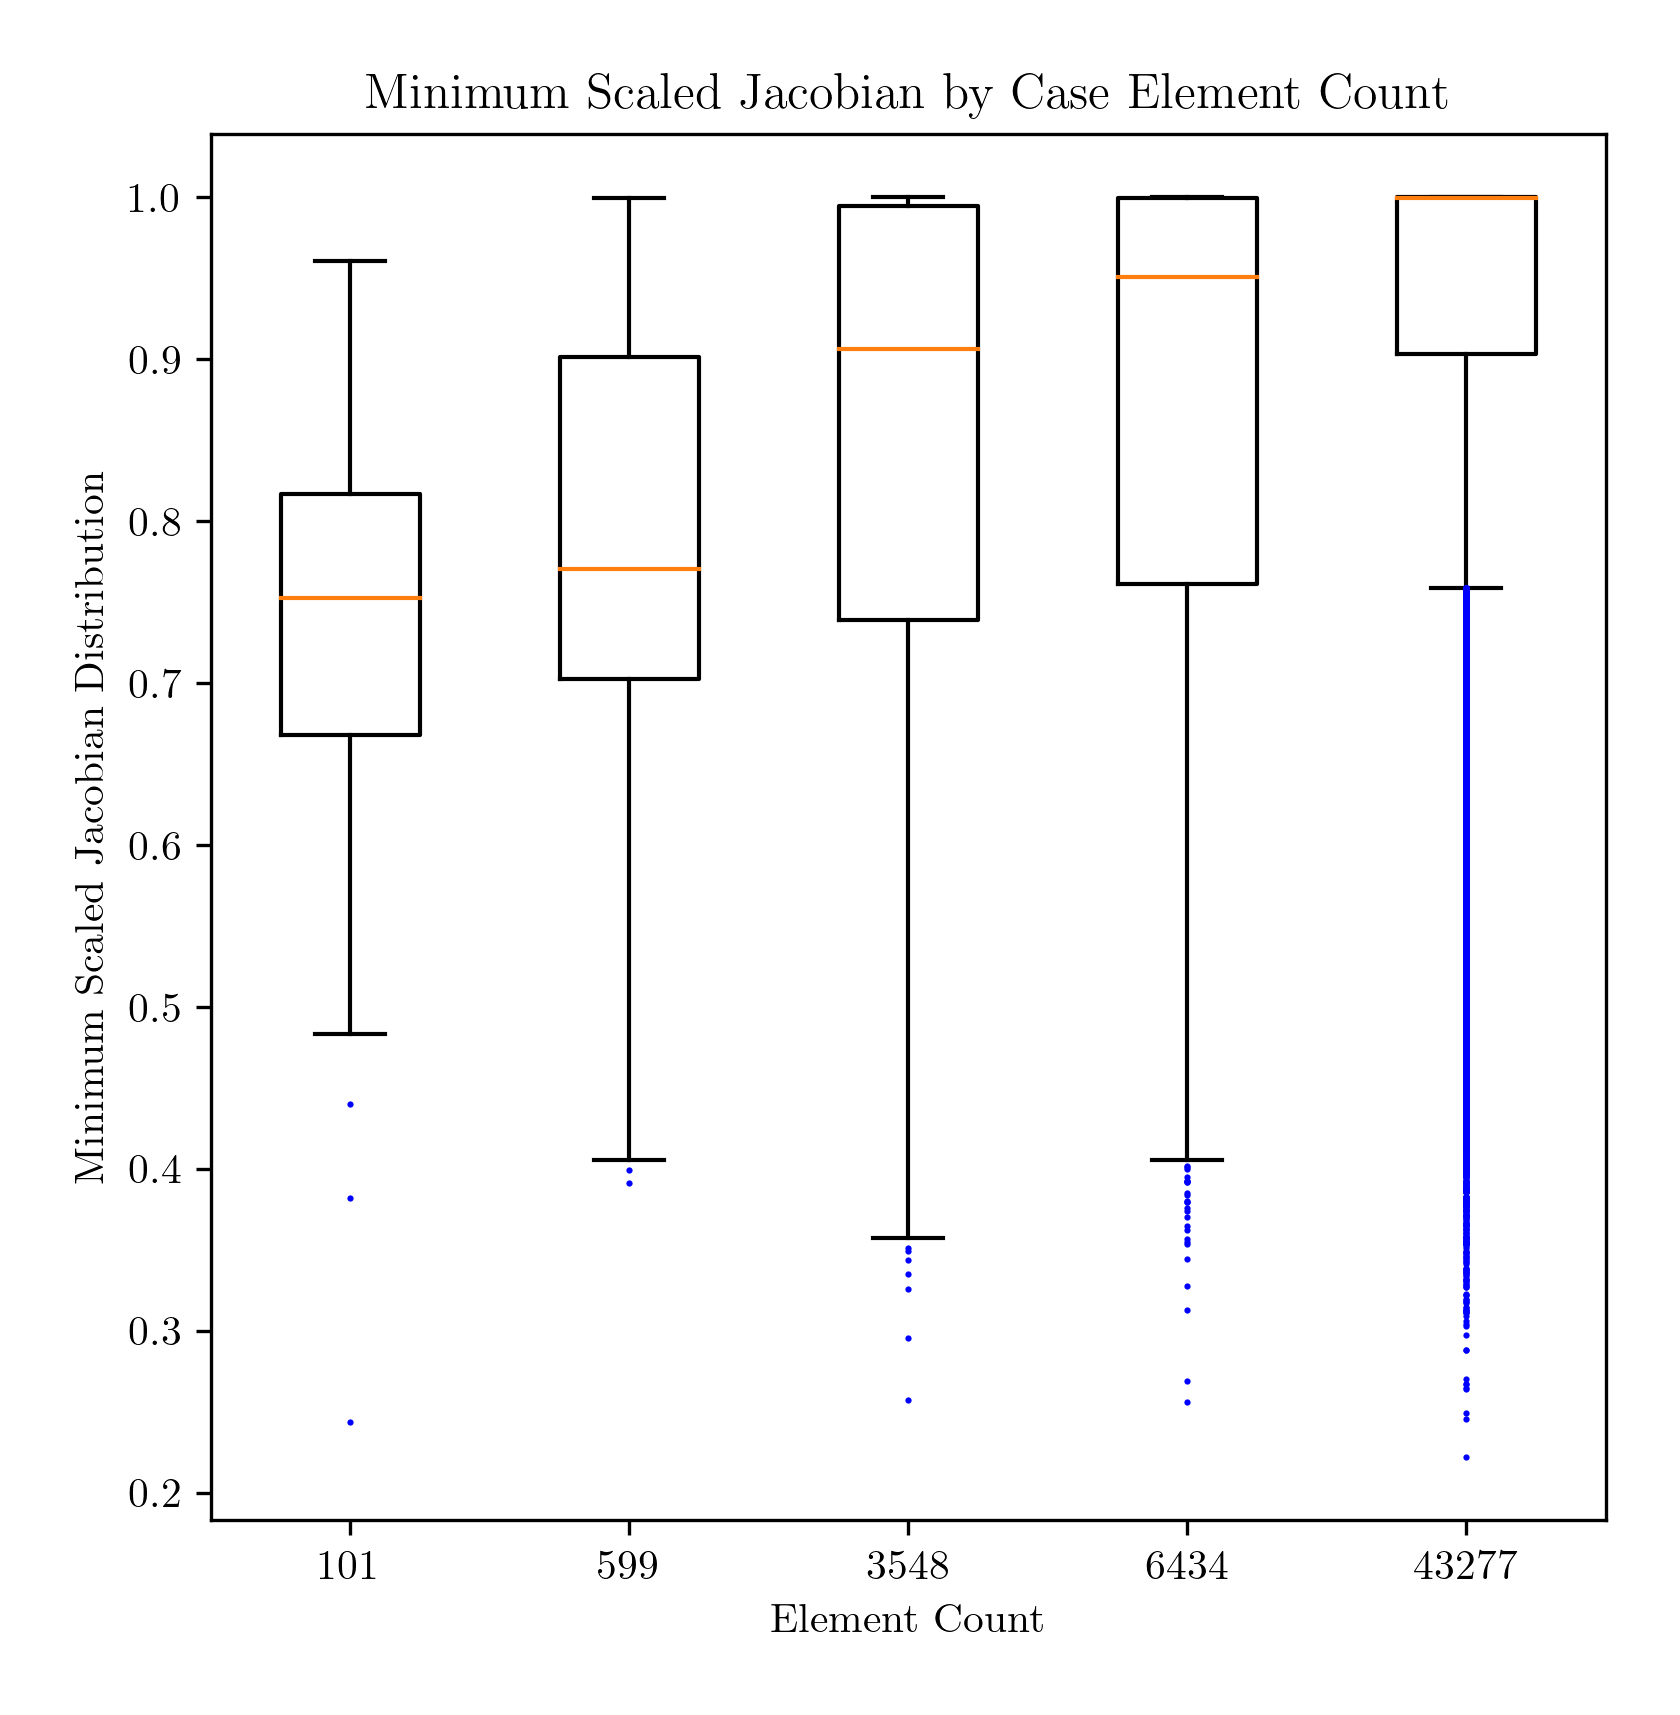 Minimum Scaled Jacobian by Case Element Count
Minimum Scaled Jacobian Distribution
1.0
0.9
0.8
0.7
0.6
0.5
0.4
0.3
0.2
101 599 3548 6434 43277
Element Count